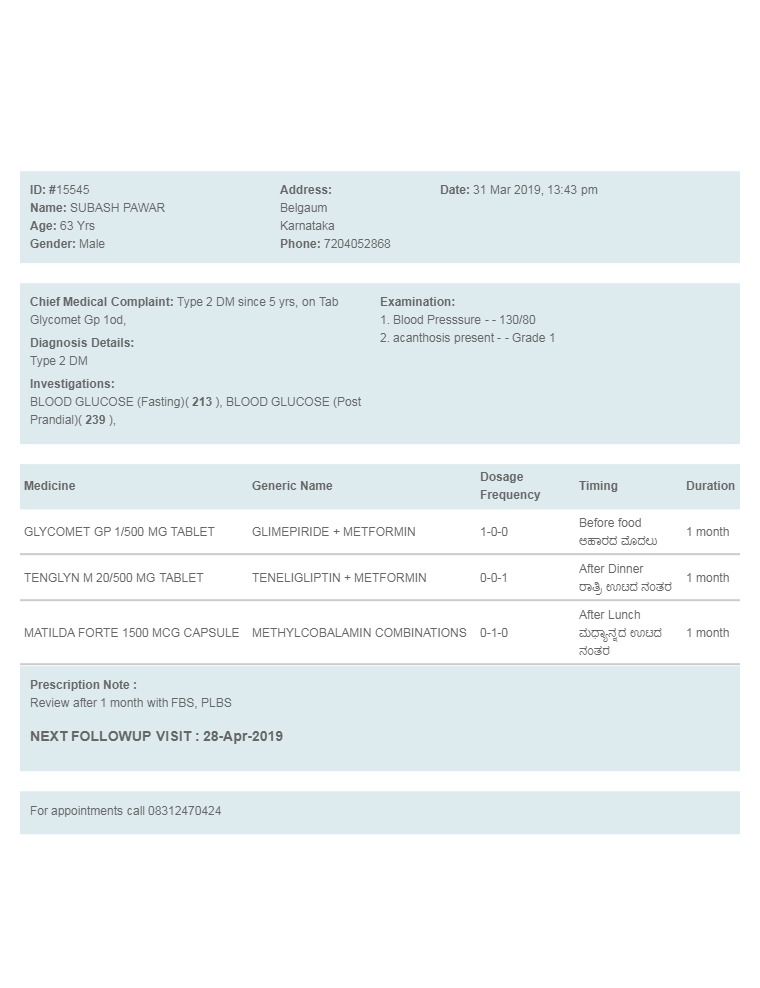 ID: #15545
Name: SUBASH PAWAR
Age: 63 Yrs
Gender: Male
Address:
Belgaum
Karnataka
Phone: 7204052868
Date: 31 Mar 2019, 13:43 pm
Chief Medical Complaint: Type 2 DM since 5 yrs, on Tab
Glycomet Gp 1od,
Diagnosis Details:
Type 2 DM
Investigations:
BLOOD GLUCOSE (Fasting)( 213 ), BLOOD GLUCOSE (Post
Prandial)( 239 ),
Examination:
1. Blood Presssure - - 130/80
2. acanthosis present - - Grade 1
Medicine Generic Name Dosage Frequency Timing Duration
GLYCOMET GP 1/500 MG TABLET GLIMEPIRIDE + METFORMIN 1-0-0 Before food 1 month
ಆಹಾರದ ಮೊದಲು
TENGLYN M 20/500 MG TABLET TENELIGLIPTIN + METFORMIN 0-0-1 After Dinner 1 month
ರಾತ್ರಿ ಊಟದ ನಂತರ
MATILDA FORTE 1500 MCG CAPSULE METHYLCOBALAMIN COMBINATIONS 0-1-0 After Lunch 1 month
ಮಧ್ಯಾನ್ನದ ಊಟದ
ನಂತರ
Prescription Note :
Review after 1 month with FBS, PLBS
NEXT FOLLOWUP VISIT : 28-Apr-2019
For appointments call 08312470424